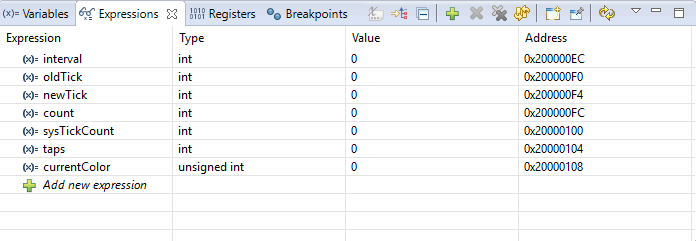 (x)= Variables Expressions Registers Breakpoints
Expression Type Value Address
(x)= interval int 0 0x200000EC
(x)= oldTick int 0 0x200000F0
(x)= newTick int 0 0x200000F4
(x)= count int 0 0x200000FC
(x)= sysTickCount int 0 0x20000100
(x)= taps int 0 0x20000104
(x)= currentColor unsigned int 0 0x20000108
Add new expression